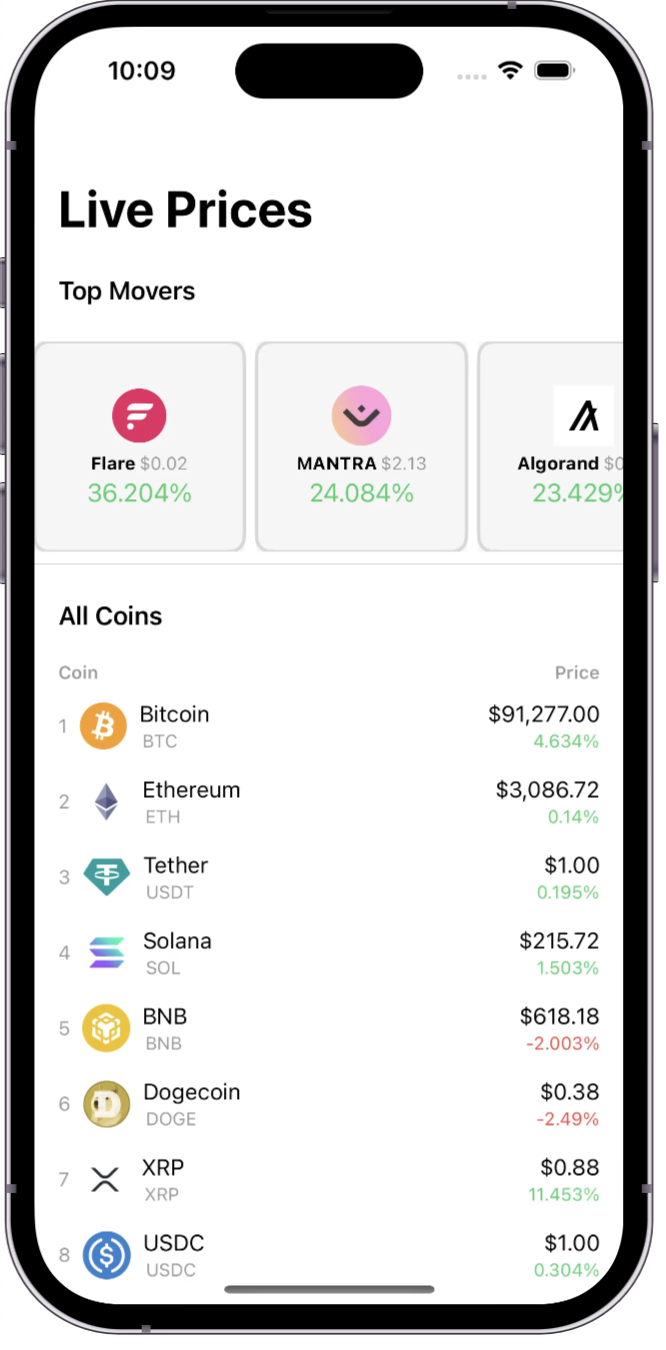 10:09
Live Prices
Top Movers
Flare $0.02
36.204%
MANTRA $2.13
24.084%
Algorand $0
23.429%
All Coins
Coin Price
1 Bitcoin $91,277.00
BTC 4.634%
2 Ethereum $3,086.72
ETH 0.14%
3 Tether $1.00
USDT 0.195%
4 Solana $215.72
SOL 1.503%
5 BNB $618.18
BNB -2.003%
6 Dogecoin $0.38
DOGE -2.49%
7 XRP $0.88
XRP 11.453%
8 USDC $1.00
USDC 0.304%